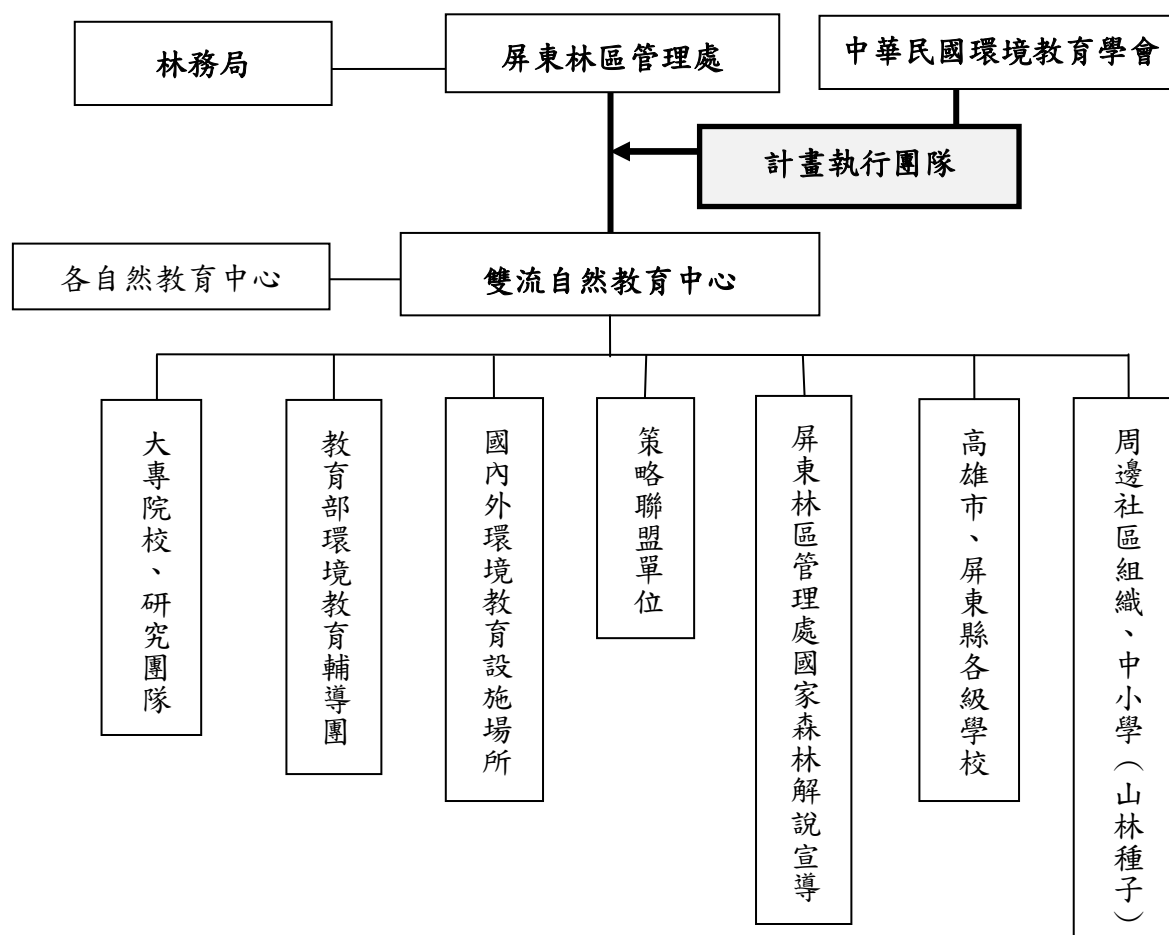 林務局
屏東林區管理處
中華民國環境教育學會
計畫執行團隊
各自然教育中心
雙流自然教育中心
大專院校、研究團隊
教育部環境教育輔導團
國內外環境教育設施場所
策略聯盟單位
屏東林區管理處國家森林解說宣導
高雄市、屏東縣各級學校
周邊社區組織、中小學（山林種子）